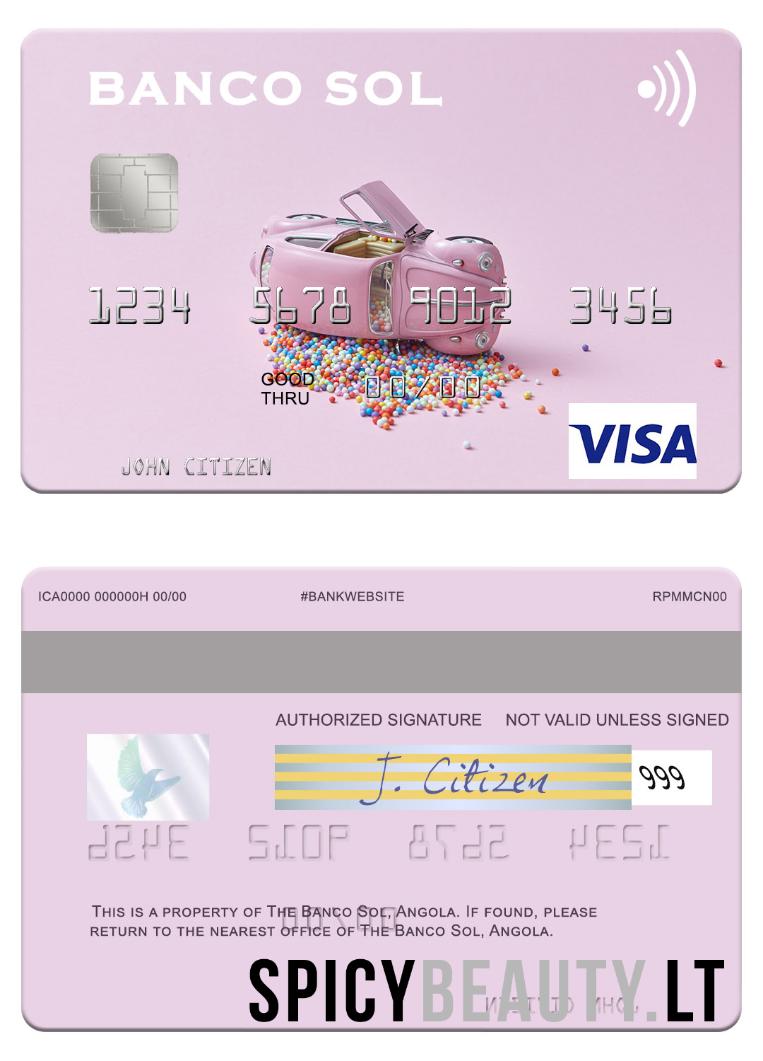 BANCO SOL
1234 5678 9012 3456
GOOD THRU 00/00
VISA
JOHN CITIZEN
ICA0000 000000H 00/00 #BANKWEBSITE RPMMCN00
AUTHORIZED SIGNATURE NOT VALID UNLESS SIGNED
J. Citizen 999
THIS IS A PROPERTY OF THE BANCO SOL, ANGOLA. IF FOUND, PLEASE
RETURN TO THE NEAREST OFFICE OF THE BANCO SOL, ANGOLA.
SPICYBEAUTY.LT